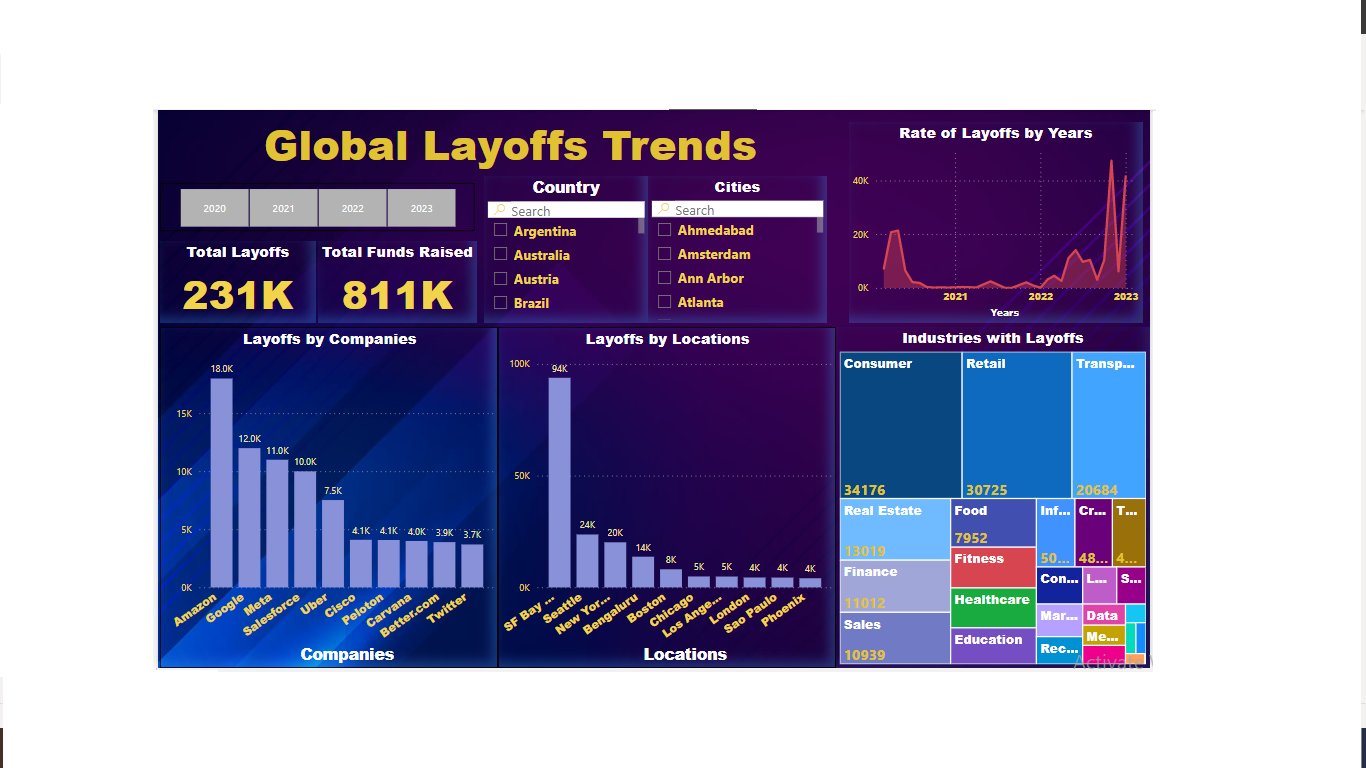 Global Layoffs Trends
2020 2021 2022 2023
Total Layoffs
231K
Total Funds Raised
811K
Country
Search
Argentina
Australia
Austria
Brazil
Cities
Search
Ahmedabad
Amsterdam
Ann Arbor
Atlanta
Rate of Layoffs by Years
40K
20K
0K
2021 2022 2023
Years
Layoffs by Companies
15K
10K
5K
0K
18.0K
12.0K
11.0K
10.0K
7.5K
4.1K
4.1K
4.0K
3.9K
3.7K
Amazon
Google
Meta
Salesforce
Uber
Cisco
Peloton
Carvana
Better.com
Twitter
Companies
Layoffs by Locations
100K
50K
0K
94K
24K
20K
14K
8K
5K
5K
4K
4K
4K
SF Bay ...
Seattle
New Yor...
Bengaluru
Boston
Chicago
Los Ange...
London
Sao Paulo
Phoenix
Locations
Industries with Layoffs
Consumer
34176
Retail
30725
Transp...
20684
Real Estate
13019
Finance
11012
Sales
10939
Food
7952
Fitness
Healthcare
Education
Inf...
50...
Cr...
48...
T...
4...
Con...
L...
S...
Mar...
Data
Me...
Rec...
Activate